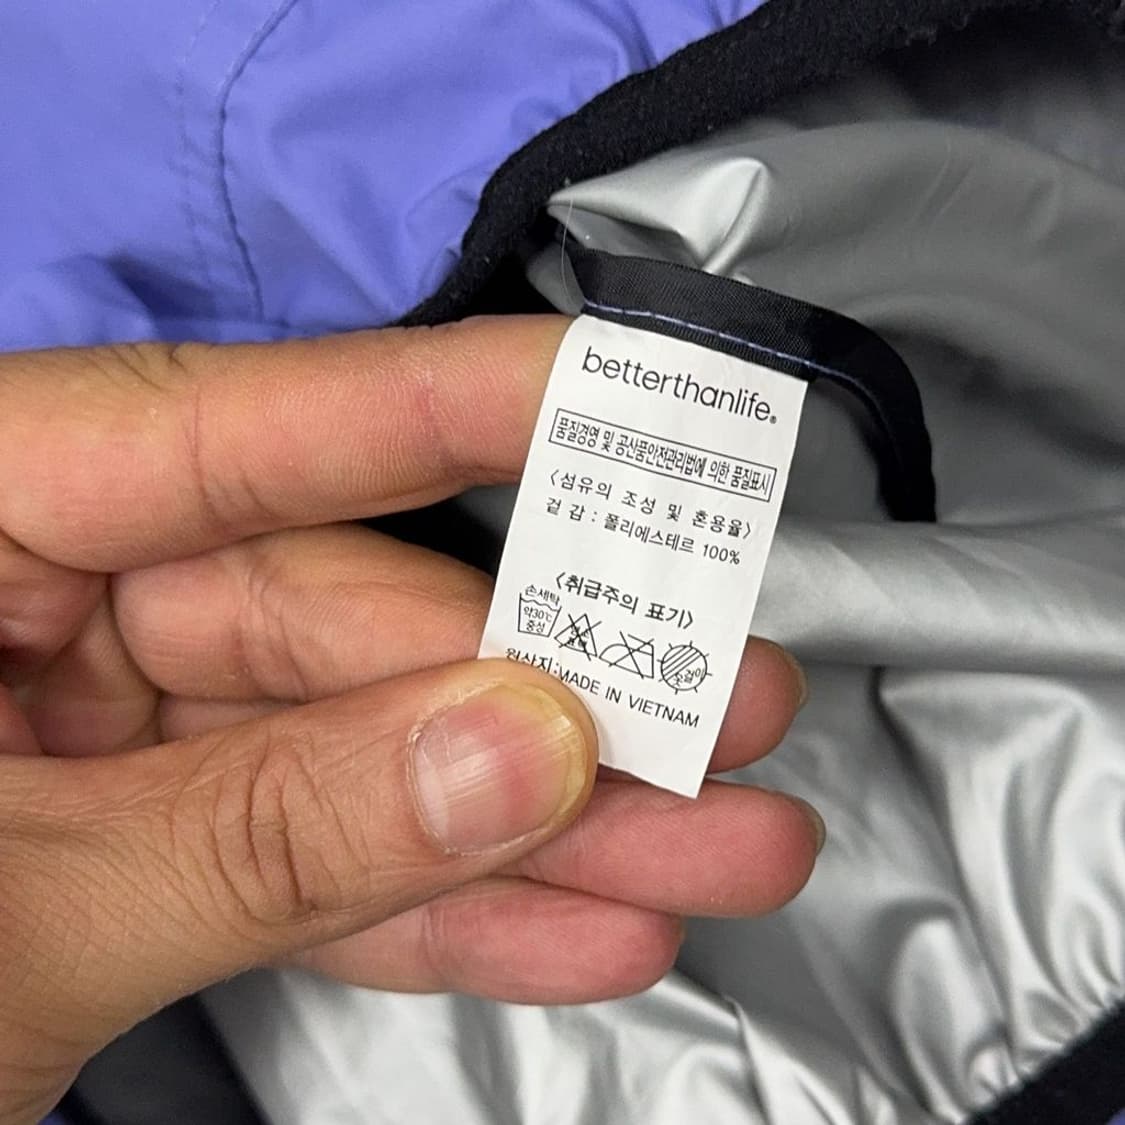 betterthanlife®
품질경영 및 공산품안전관리법에 의한 품질표시
〈섬유의 조성 및 혼용율〉
겉 감 : 폴리에스테르 100%
〈취급주의 표기〉
손세탁
약30℃
중성
옷걸이
원산지:MADE IN VIETNAM